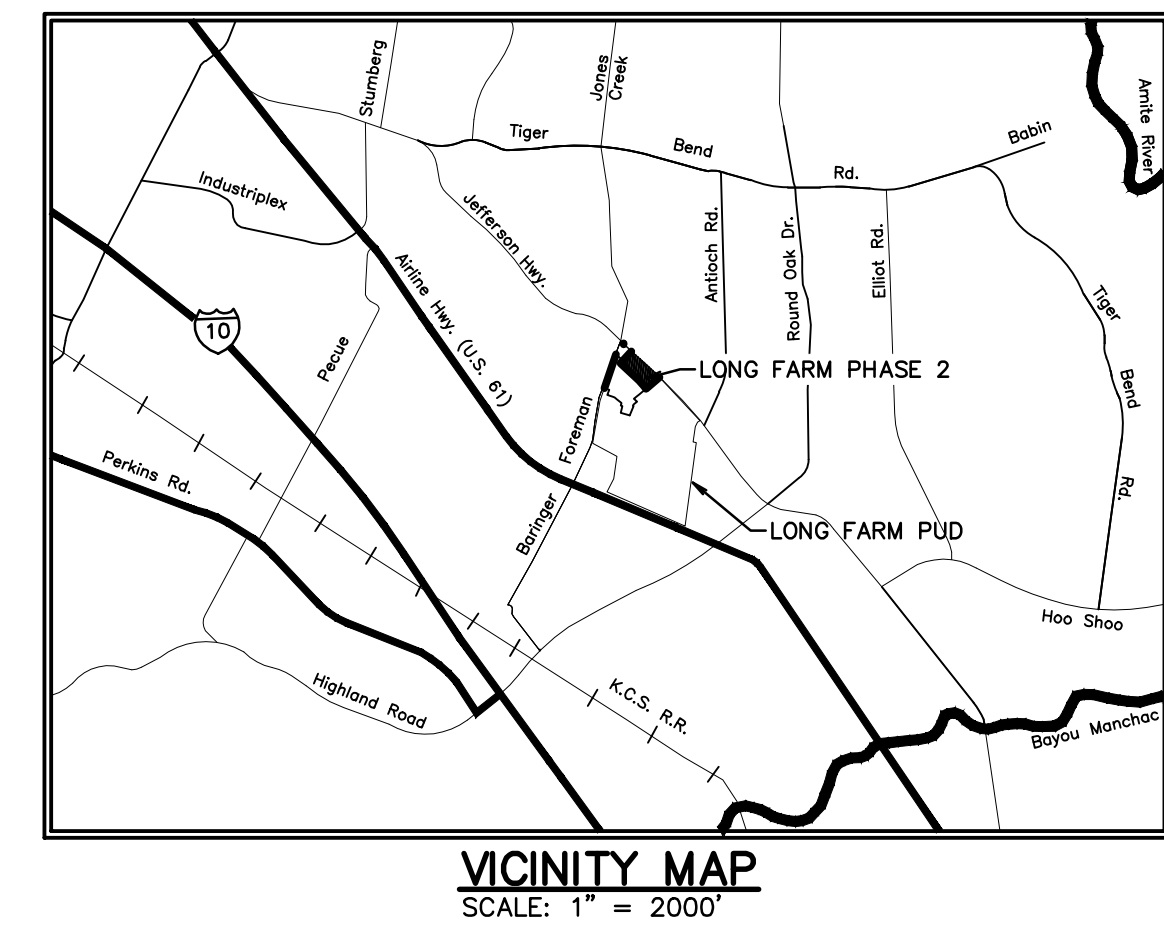 Stumberg
Jones
Creek
Amite River
Tiger
Bend
Rd.
Babin
Industriplex
Jefferson Hwy.
Antioch Rd.
Round Oak Dr.
Elliot Rd.
Airline Hwy. (U.S. 61)
Tiger
Bend
Rd.
10
Pecue
LONG FARM PHASE 2
Foreman
Perkins Rd.
Baringer
LONG FARM PUD
Hoo Shoo
Highland Road
K.C.S. R.R.
Bayou Manchac
VICINITY MAP
SCALE: 1" = 2000'